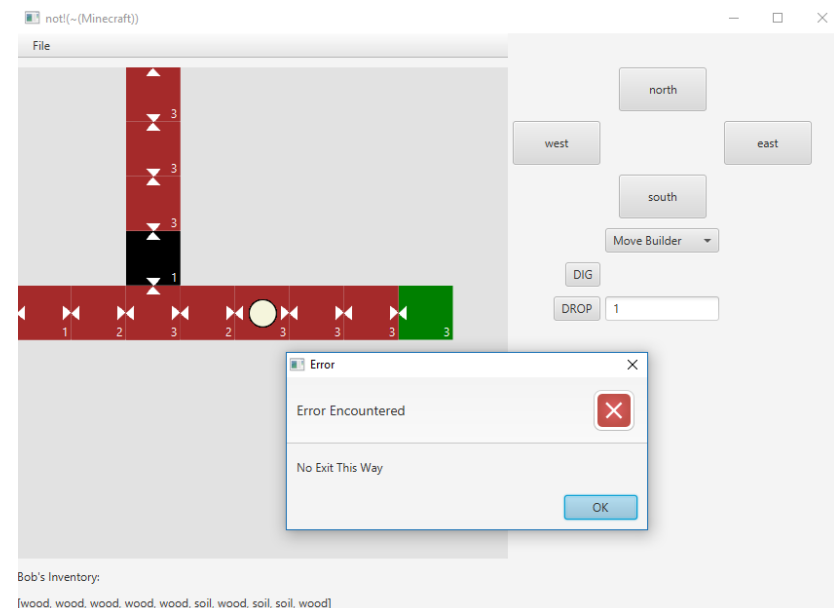 not!(~(Minecraft))
File
north
west
east
south
Move Builder
DIG
DROP 1
3
3
3
1
1 2 3 2 3 3 3 3
Error
Error Encountered
No Exit This Way
OK
Bob's Inventory:
[wood, wood, wood, wood, wood, soil, wood, soil, soil, wood]